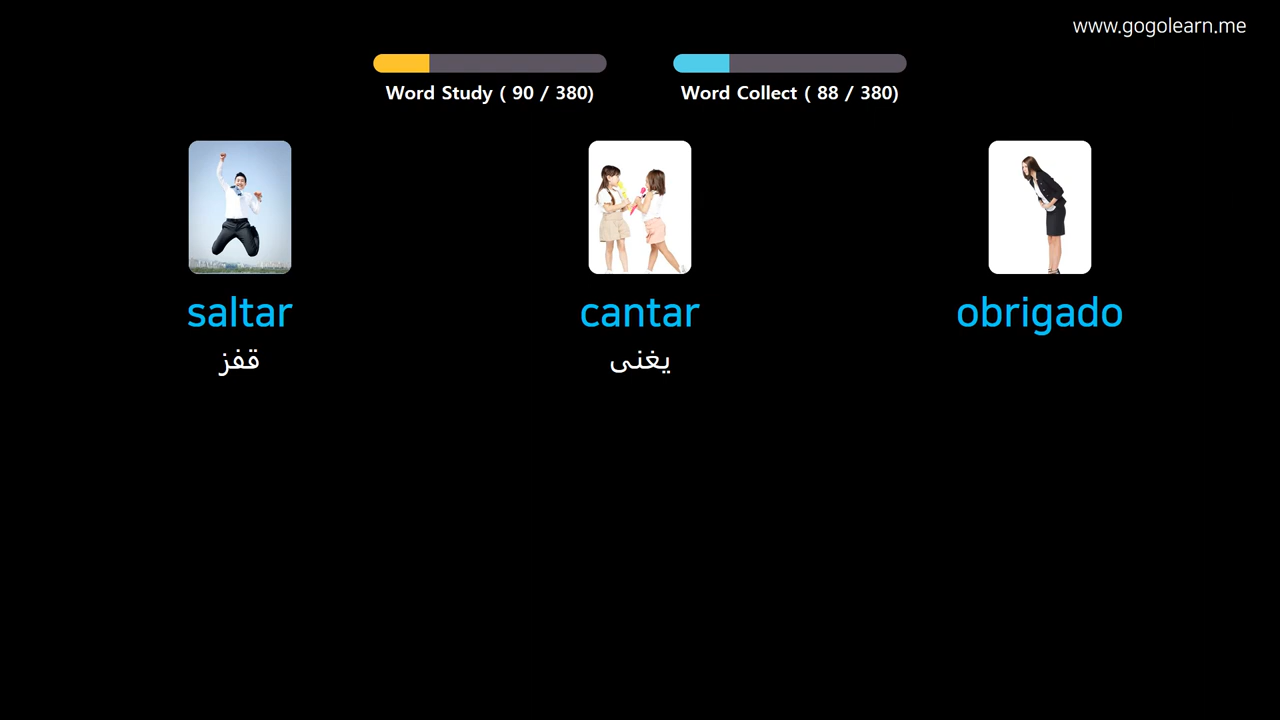 www.gogolearn.me
Word Study ( 90 / 380)
Word Collect ( 88 / 380)
saltar
cantar
obrigado
قفز
يغنى